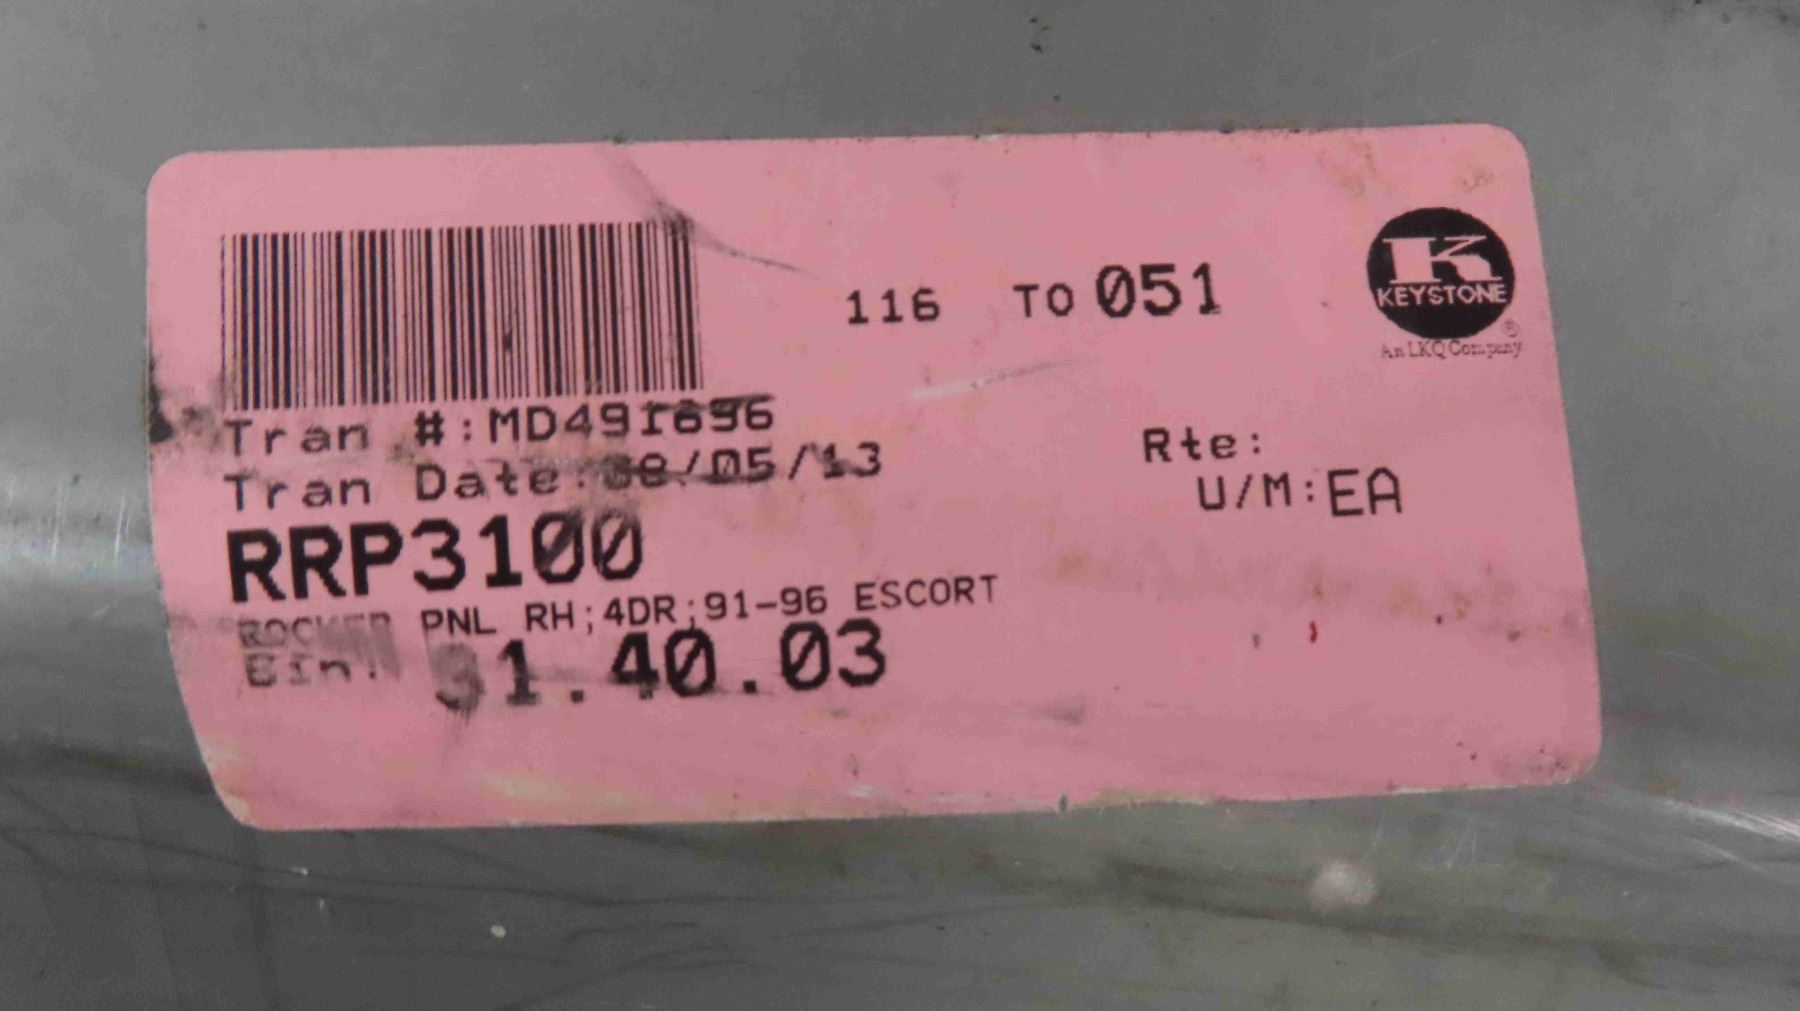 116 TO 051
K
KEYSTONE
®
An LKQ Company
Tran #:MD491696
Tran Date:08/05/13
Rte:
U/M:EA
RRP3100
ROCKER PNL RH;4DR;91-96 ESCORT
Bin: 31.40.03